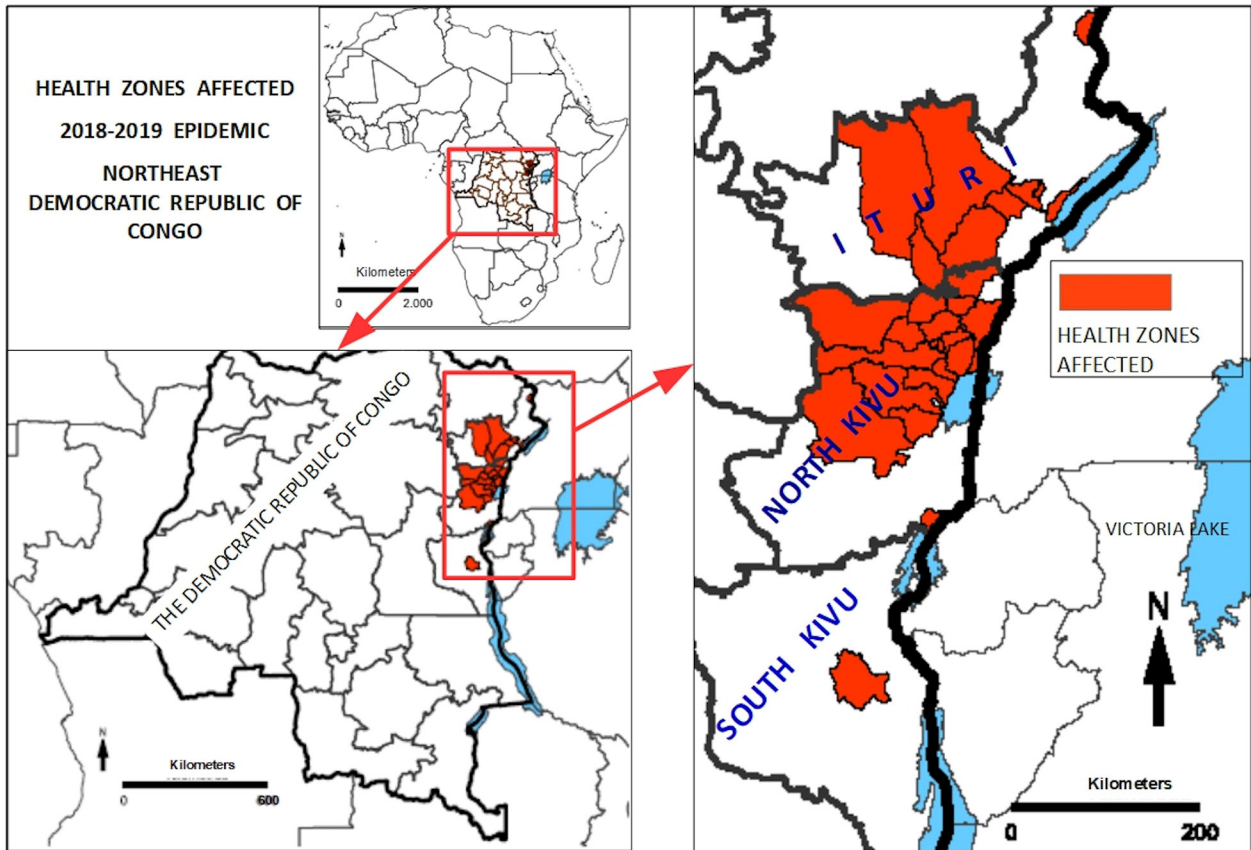 HEALTH ZONES AFFECTED
2018-2019 EPIDEMIC
NORTHEAST
DEMOCRATIC REPUBLIC OF
CONGO
N
Kilometers
0 2.000
THE DEMOCRATIC REPUBLIC OF CONGO
N
Kilometers
0 600
ITURI
NORTH KIVU
SOUTH KIVU
HEALTH ZONES
AFFECTED
VICTORIA LAKE
N
Kilometers
0 200